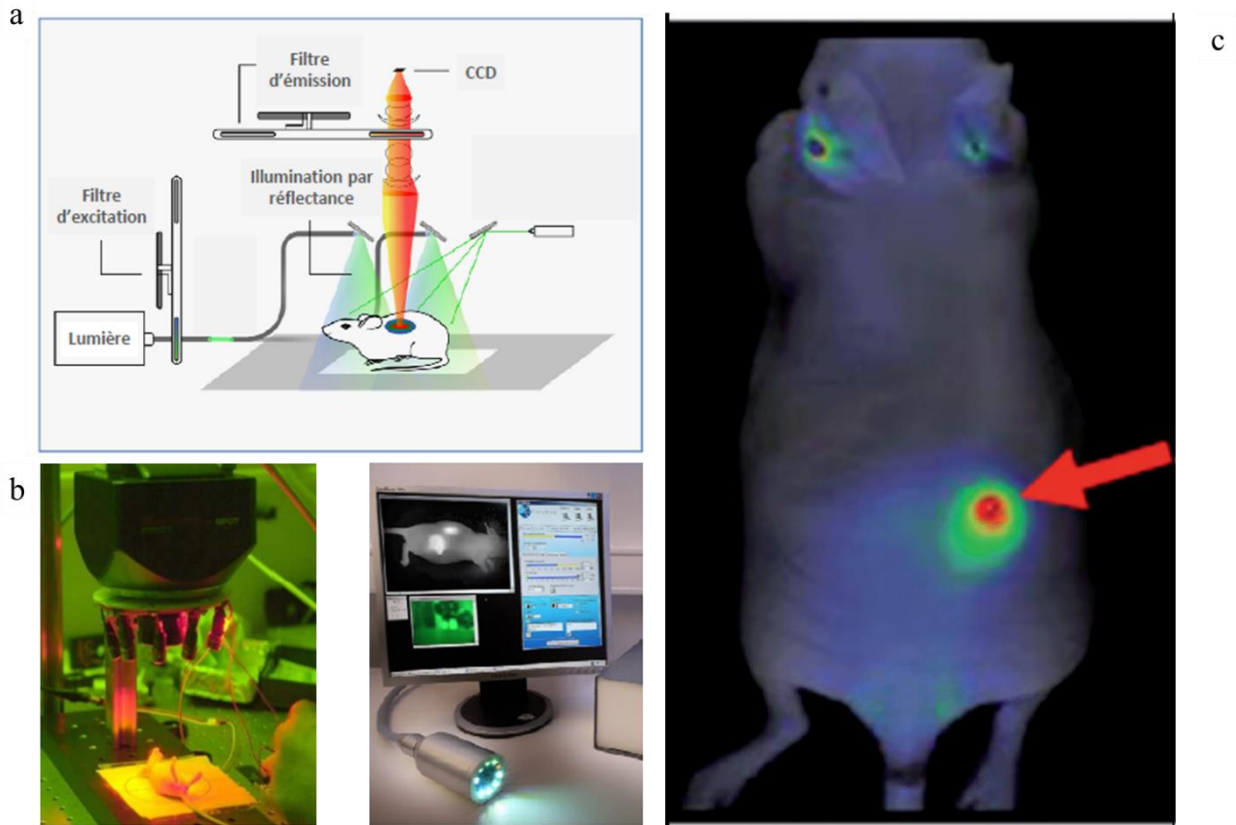 a
Filtre
d'émission
CCD
Filtre
d'excitation
Illumination par
réflectance
Lumière
b
c